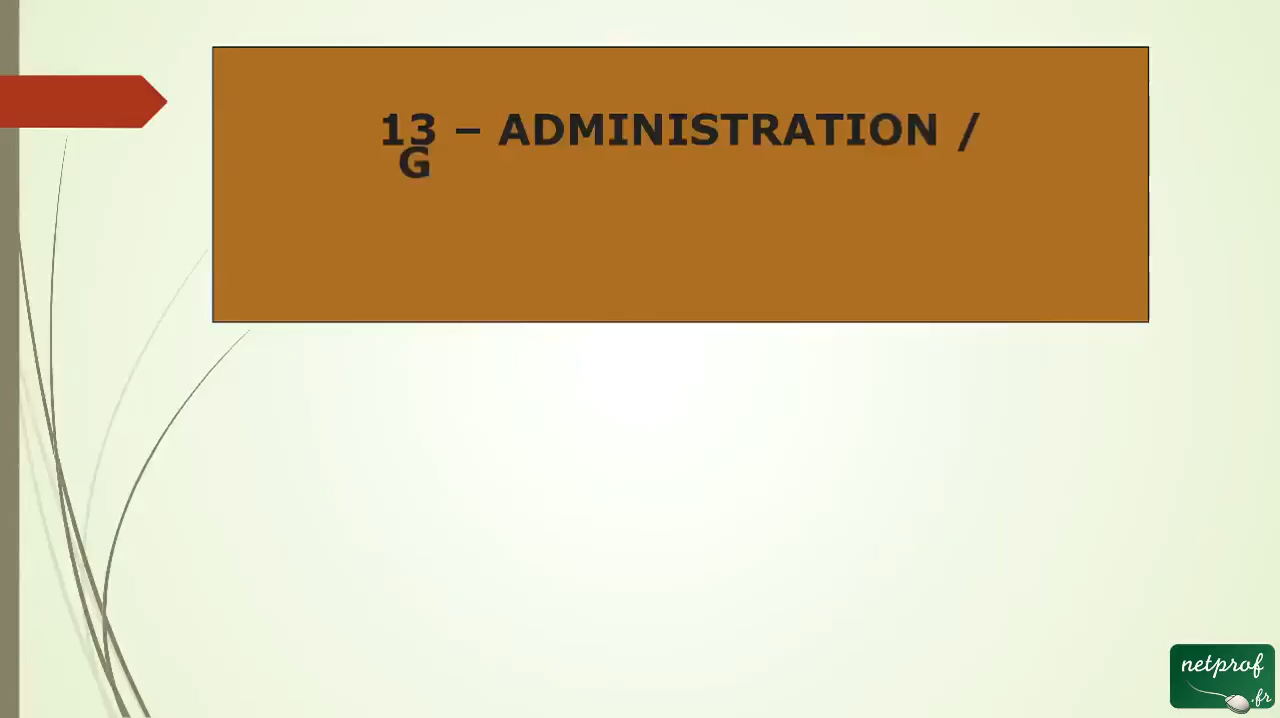 13 – ADMINISTRATION /
G
netprof
.fr